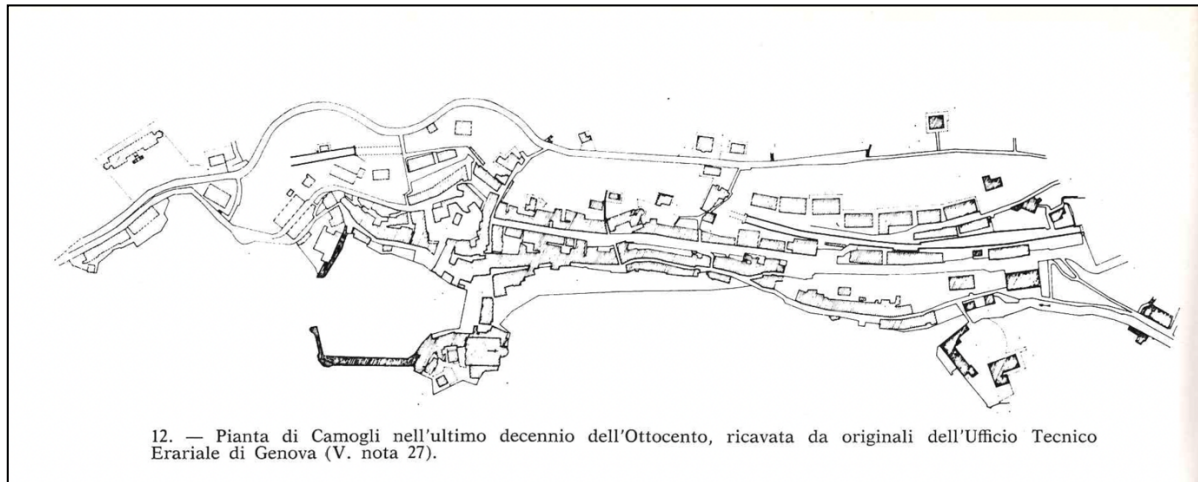 12. — Pianta di Camogli nell'ultimo decennio dell'Ottocento, ricavata da originali dell'Ufficio Tecnico
Erariale di Genova (V. nota 27).